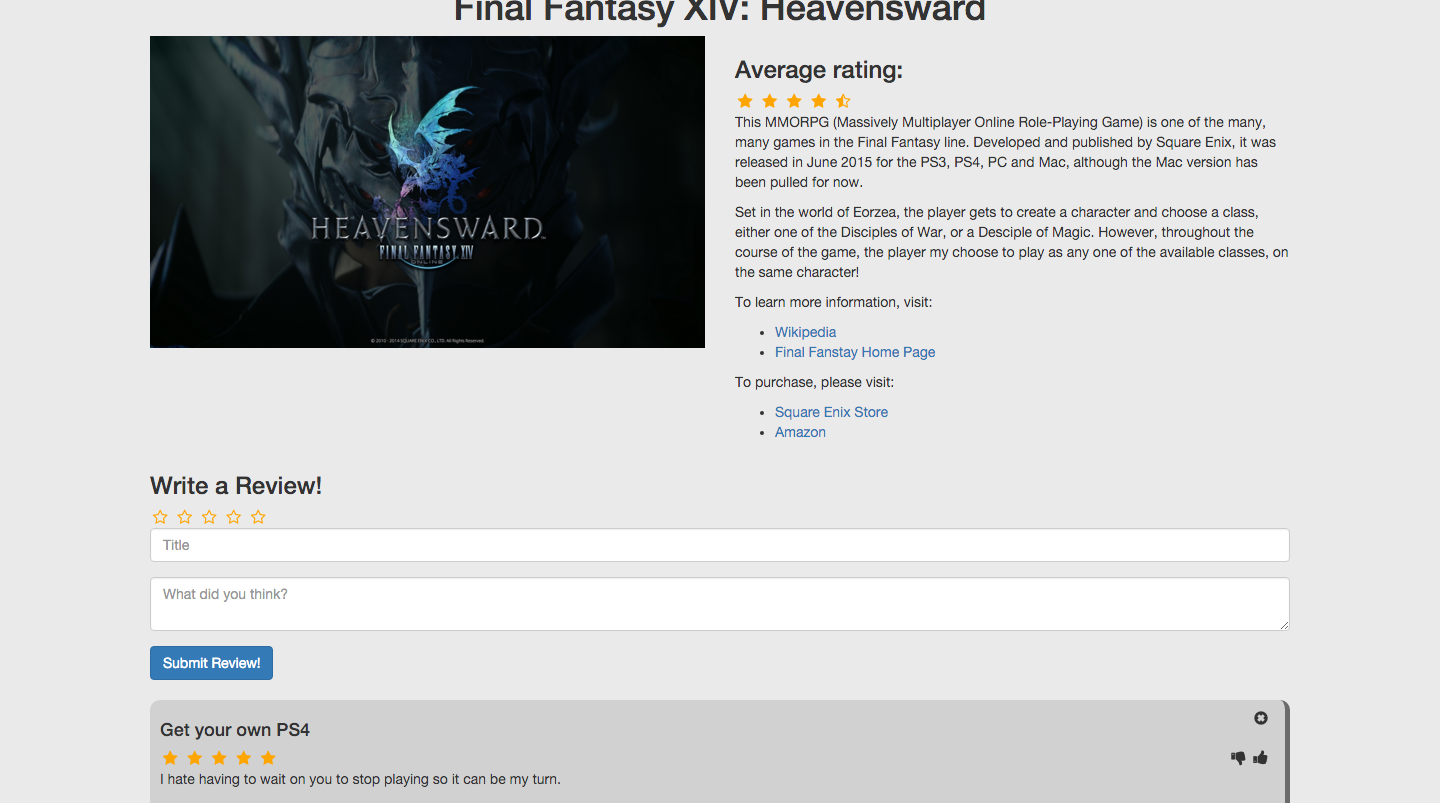 Final Fantasy XIV: Heavensward
HEAVENSWARD
FINAL FANTASY XIV
ONLINE
© 2010 - 2014 SQUARE ENIX CO., LTD. All Rights Reserved.
Average rating:
This MMORPG (Massively Multiplayer Online Role-Playing Game) is one of the many,
many games in the Final Fantasy line. Developed and published by Square Enix, it was
released in June 2015 for the PS3, PS4, PC and Mac, although the Mac version has
been pulled for now.
Set in the world of Eorzea, the player gets to create a character and choose a class,
either one of the Disciples of War, or a Desciple of Magic. However, throughout the
course of the game, the player my choose to play as any one of the available classes, on
the same character!
To learn more information, visit:
Wikipedia
Final Fanstay Home Page
To purchase, please visit:
Square Enix Store
Amazon
Write a Review!
Title
What did you think?
Submit Review!
Get your own PS4
I hate having to wait on you to stop playing so it can be my turn.